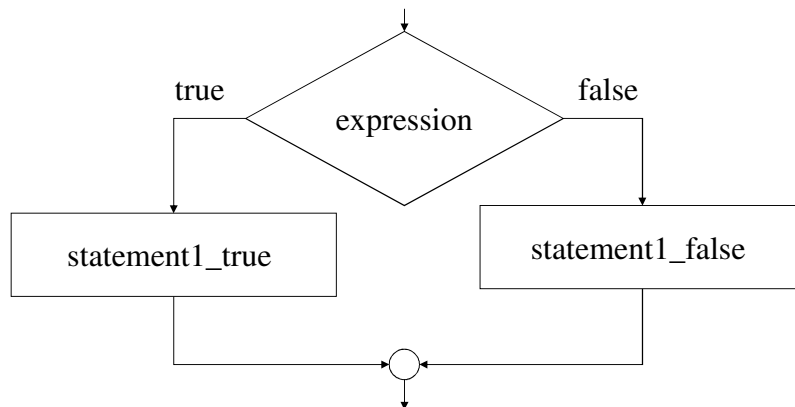 true
false
expression
statement1_true
statement1_false